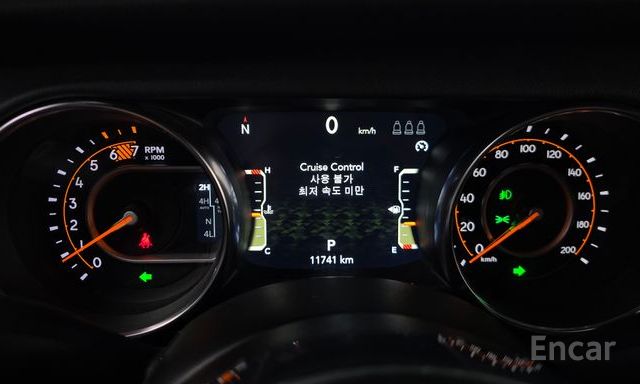 RPM
x 1000
0
1
2
3
4
5
6
7
2H
4H
AUTO
4H
N
4L
N
0 km/h
Cruise Control
사용 불가
최저 속도 미만
H
C
F
E
P
11741 km
0
20
40
60
80
100
120
140
160
180
200
km/h
Encar